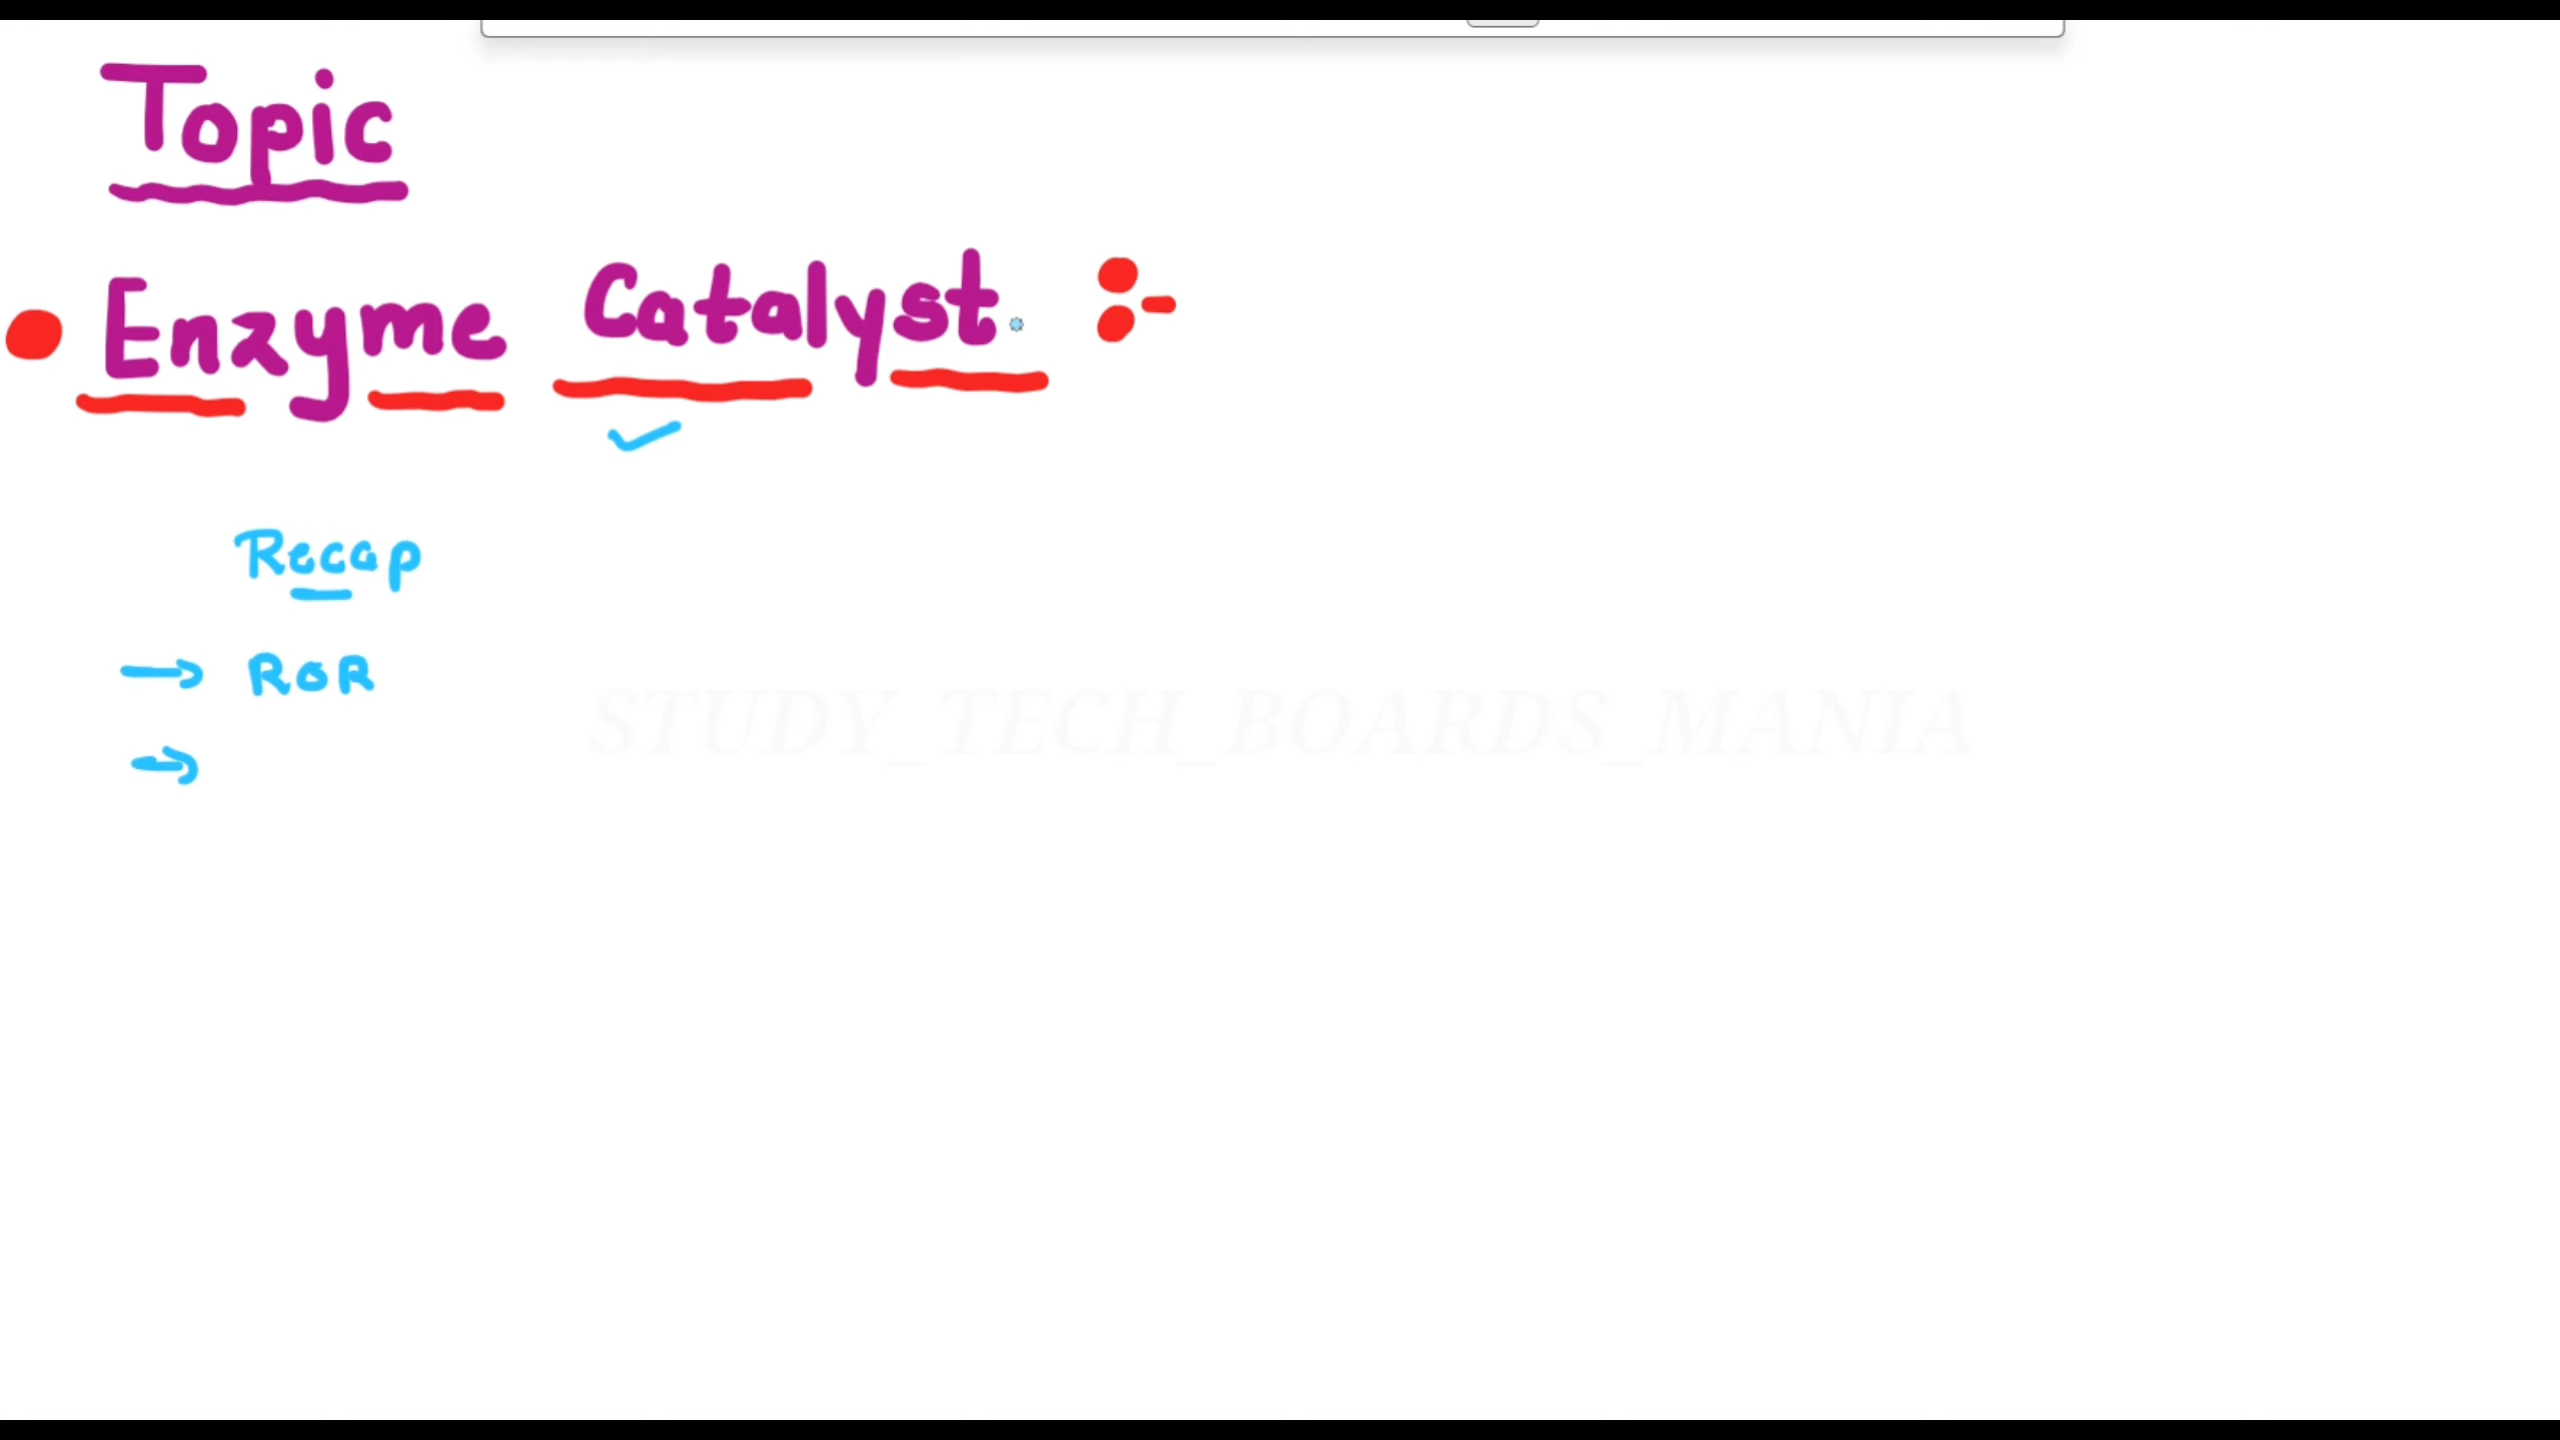 Topic
• Enzyme Catalyst. :-
Recap
→ ROR
→
STUDY_TECH_BOARDS_MANIA